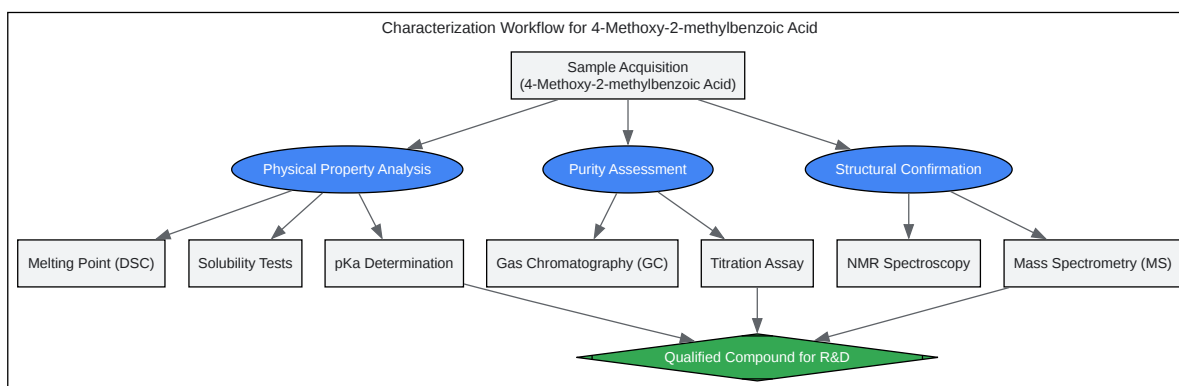 Characterization Workflow for 4-Methoxy-2-methylbenzoic Acid
Sample Acquisition
(4-Methoxy-2-methylbenzoic Acid)
Physical Property Analysis
Purity Assessment
Structural Confirmation
Melting Point (DSC)
Solubility Tests
pKa Determination
Gas Chromatography (GC)
Titration Assay
NMR Spectroscopy
Mass Spectrometry (MS)
Qualified Compound for R&D